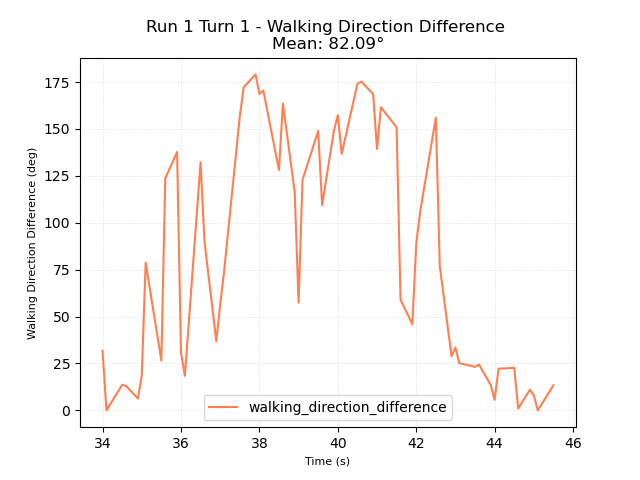 Run 1 Turn 1 - Walking Direction Difference
Mean: 82.09°
Walking Direction Difference (deg)
175
150
125
100
75
50
25
0
walking_direction_difference
34 36 38 40 42 44 46
Time (s)